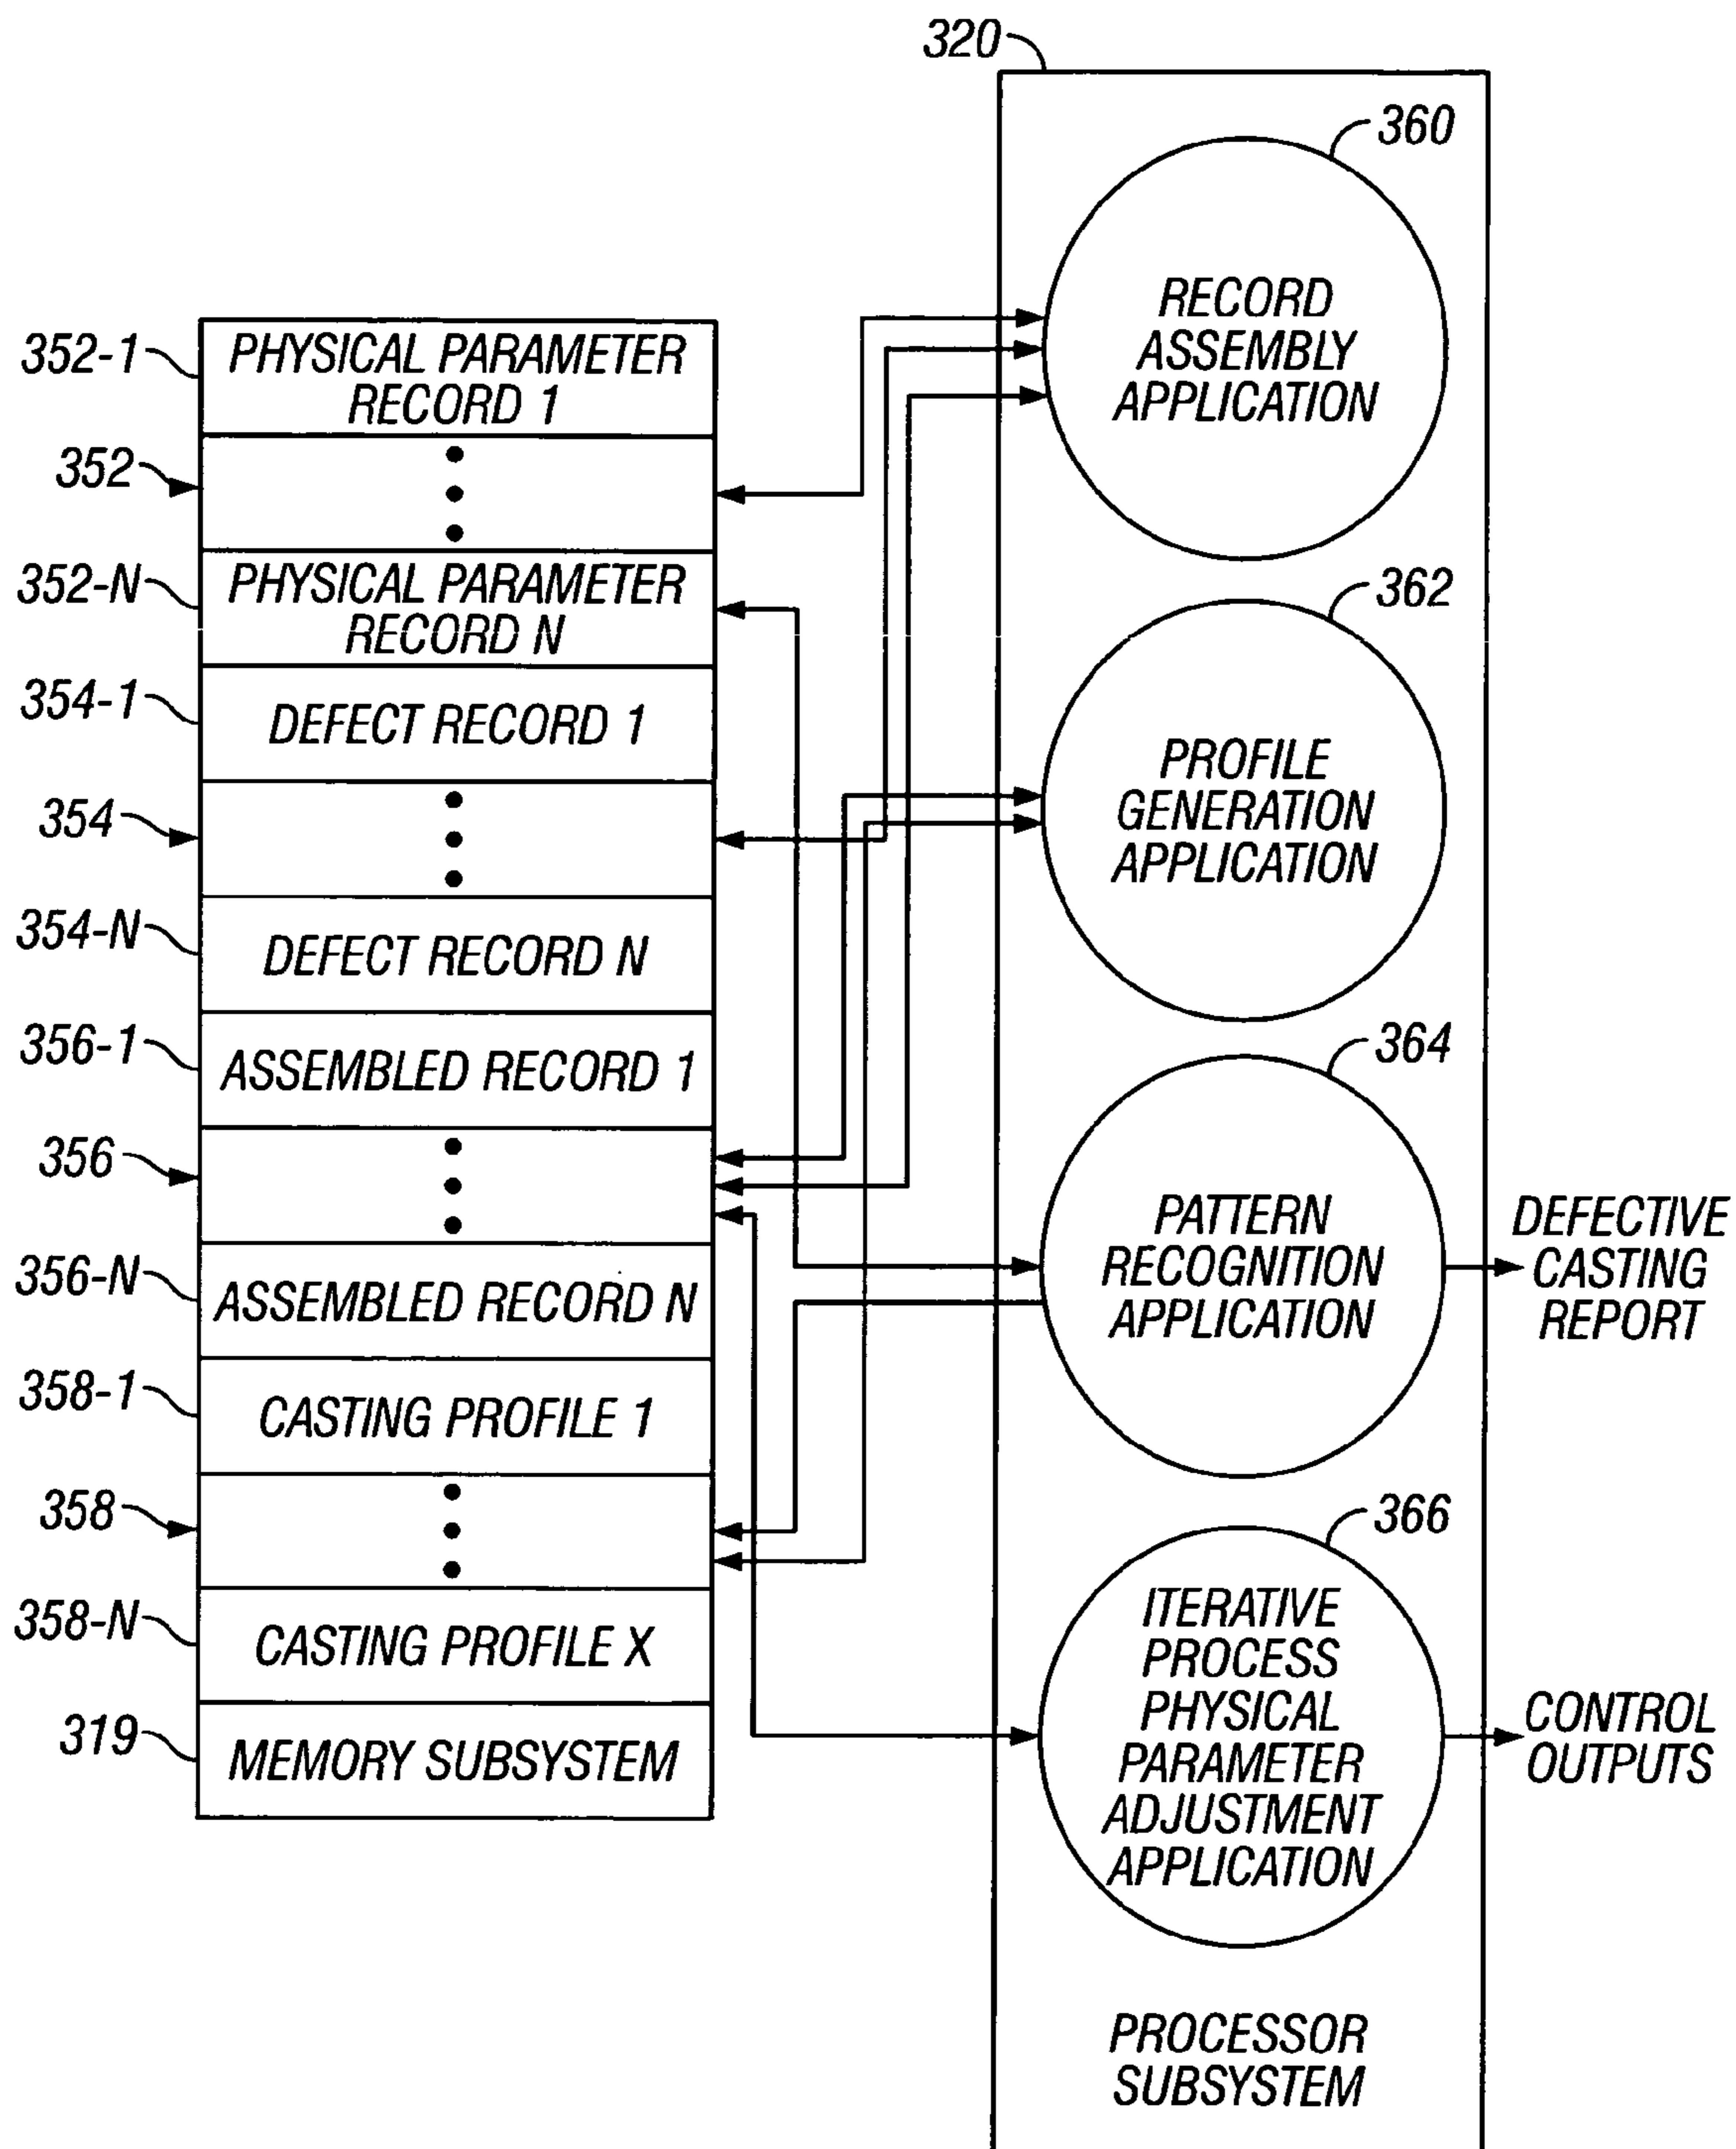 320
360
RECORD
ASSEMBLY
APPLICATION
352-1
PHYSICAL PARAMETER
RECORD 1
352
352-N
PHYSICAL PARAMETER
RECORD N
362
354-1
DEFECT RECORD 1
PROFILE
GENERATION
APPLICATION
354
354-N
DEFECT RECORD N
356-1
ASSEMBLED RECORD 1
364
356
PATTERN
RECOGNITION
APPLICATION
DEFECTIVE
CASTING
REPORT
356-N
ASSEMBLED RECORD N
358-1
CASTING PROFILE 1
358
366
358-N
CASTING PROFILE X
ITERATIVE
PROCESS
PHYSICAL
PARAMETER
ADJUSTMENT
APPLICATION
CONTROL
OUTPUTS
319
MEMORY SUBSYSTEM
PROCESSOR
SUBSYSTEM